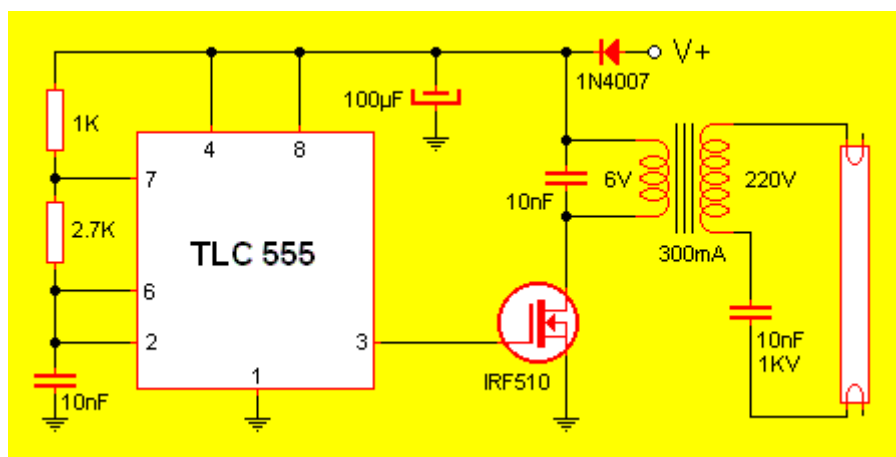 V+
1N4007
100µF
1K
4
8
7
10nF
6V
220V
2.7K
TLC 555
300mA
6
2
3
10nF
1KV
1
IRF510
10nF